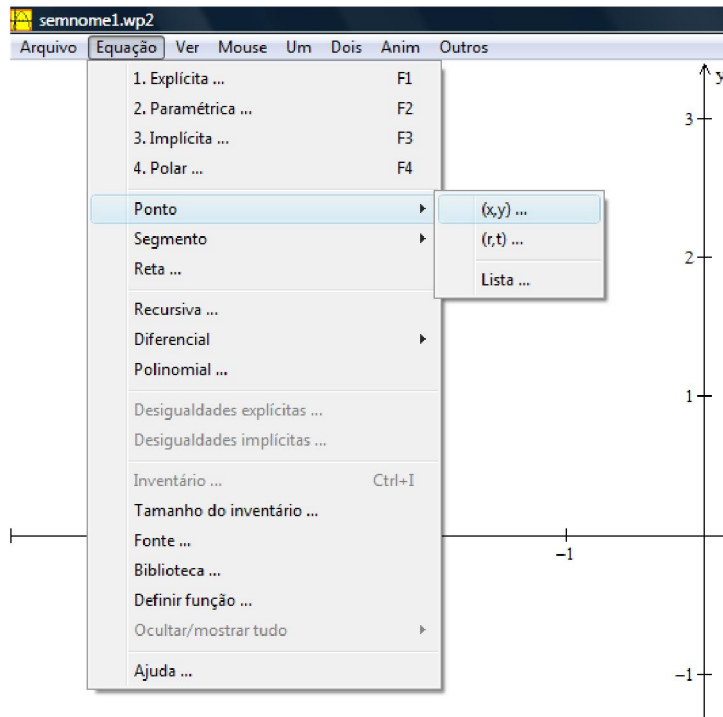 semnome1.wp2
Arquivo Equação Ver Mouse Um Dois Anim Outros
1. Explícita ... F1
2. Paramétrica ... F2
3. Implícita ... F3
4. Polar ... F4
Ponto
Segmento
Reta ...
Recursiva ...
Diferencial
Polinomial ...
Desigualdades explícitas ...
Desigualdades implícitas ...
Inventário ... Ctrl+I
Tamanho do inventário ...
Fonte ...
Biblioteca ...
Definir função ...
Ocultar/mostrar tudo
Ajuda ...
(x,y) ...
(r,t) ...
Lista ...
y
3
2
1
−1
−1